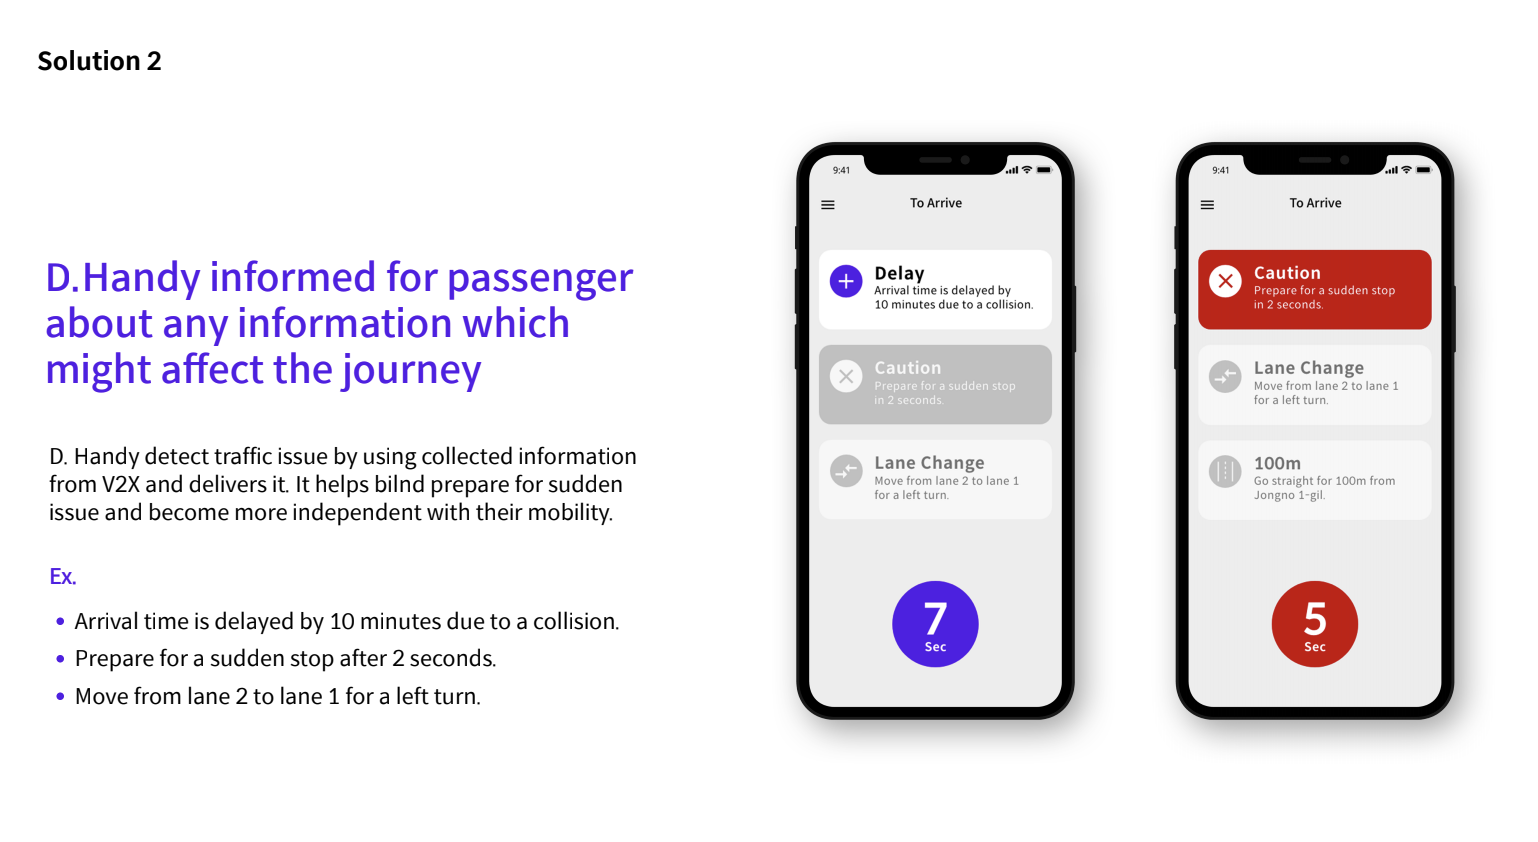 Solution 2
D.Handy informed for passenger
about any information which
might affect the journey
D. Handy detect traffic issue by using collected information
from V2X and delivers it. It helps bilnd prepare for sudden
issue and become more independent with their mobility.
Ex.
• Arrival time is delayed by 10 minutes due to a collision.
• Prepare for a sudden stop after 2 seconds.
• Move from lane 2 to lane 1 for a left turn.
9:41
To Arrive
Delay
Arrival time is delayed by
10 minutes due to a collision.
Caution
Prepare for a sudden stop
in 2 seconds.
Lane Change
Move from lane 2 to lane 1
for a left turn.
7
Sec
9:41
To Arrive
Caution
Prepare for a sudden stop
in 2 seconds.
Lane Change
Move from lane 2 to lane 1
for a left turn.
100m
Go straight for 100m from
Jongno 1-gil.
5
Sec